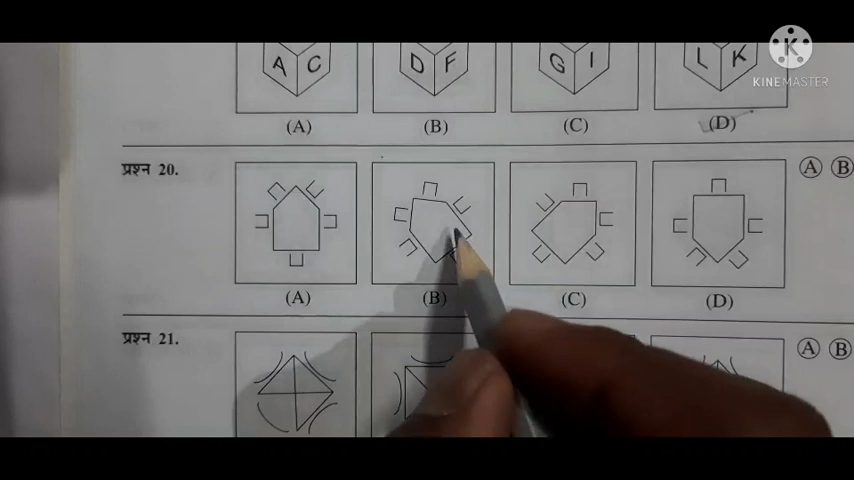 K
KINEMASTER
A C D F G I L K
(A) (B) (C) (D)
प्रश्न 20. A B
(A) (B) (C) (D)
प्रश्न 21. A B